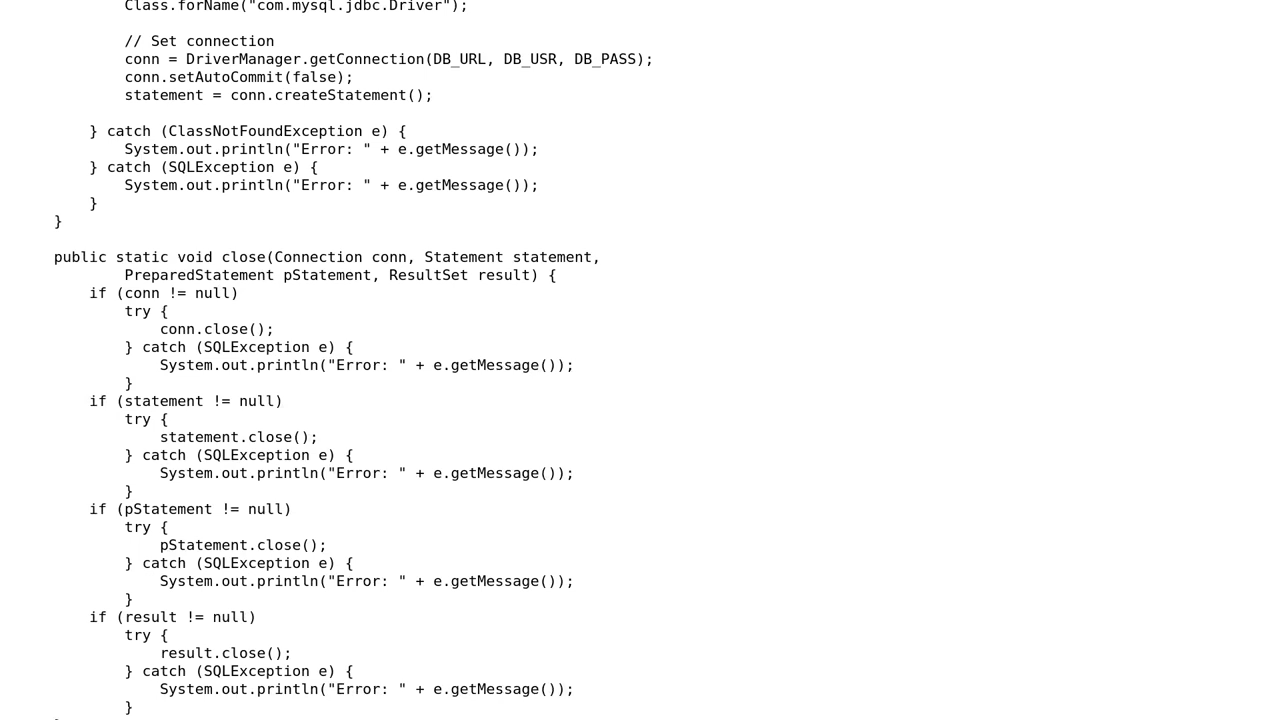 Class.forName("com.mysql.jdbc.Driver");
// Set connection
conn = DriverManager.getConnection(DB_URL, DB_USR, DB_PASS);
conn.setAutoCommit(false);
statement = conn.createStatement();
} catch (ClassNotFoundException e) {
System.out.println("Error: " + e.getMessage());
} catch (SQLException e) {
System.out.println("Error: " + e.getMessage());
}
}
public static void close(Connection conn, Statement statement,
PreparedStatement pStatement, ResultSet result) {
if (conn != null)
try {
conn.close();
} catch (SQLException e) {
System.out.println("Error: " + e.getMessage());
}
if (statement != null)
try {
statement.close();
} catch (SQLException e) {
System.out.println("Error: " + e.getMessage());
}
if (pStatement != null)
try {
pStatement.close();
} catch (SQLException e) {
System.out.println("Error: " + e.getMessage());
}
if (result != null)
try {
result.close();
} catch (SQLException e) {
System.out.println("Error: " + e.getMessage());
}